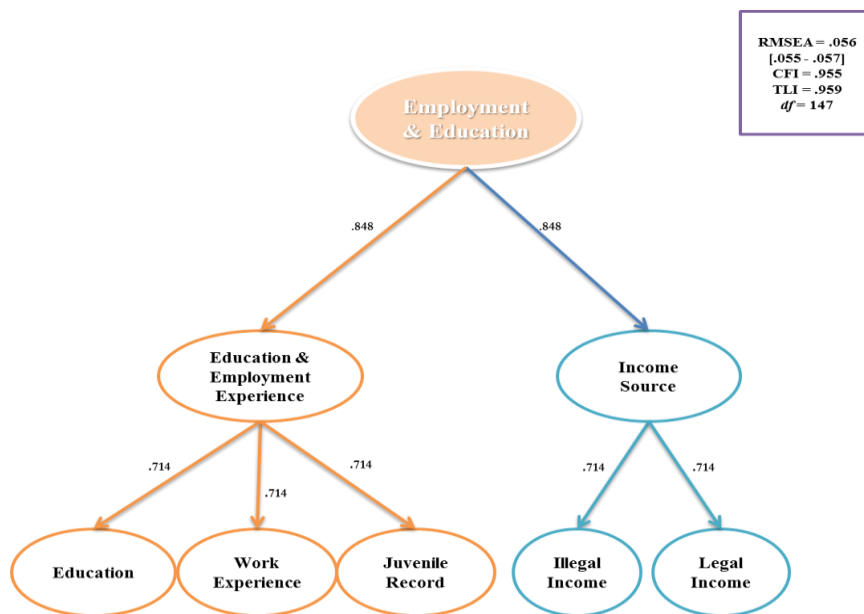 RMSEA = .056
[.055 - .057]
CFI = .955
TLI = .959
df = 147
Employment
& Education
.848
.848
Education &
Employment
Experience
Income
Source
.714
.714
.714
.714
.714
Education
Work
Experience
Juvenile
Record
Illegal
Income
Legal
Income